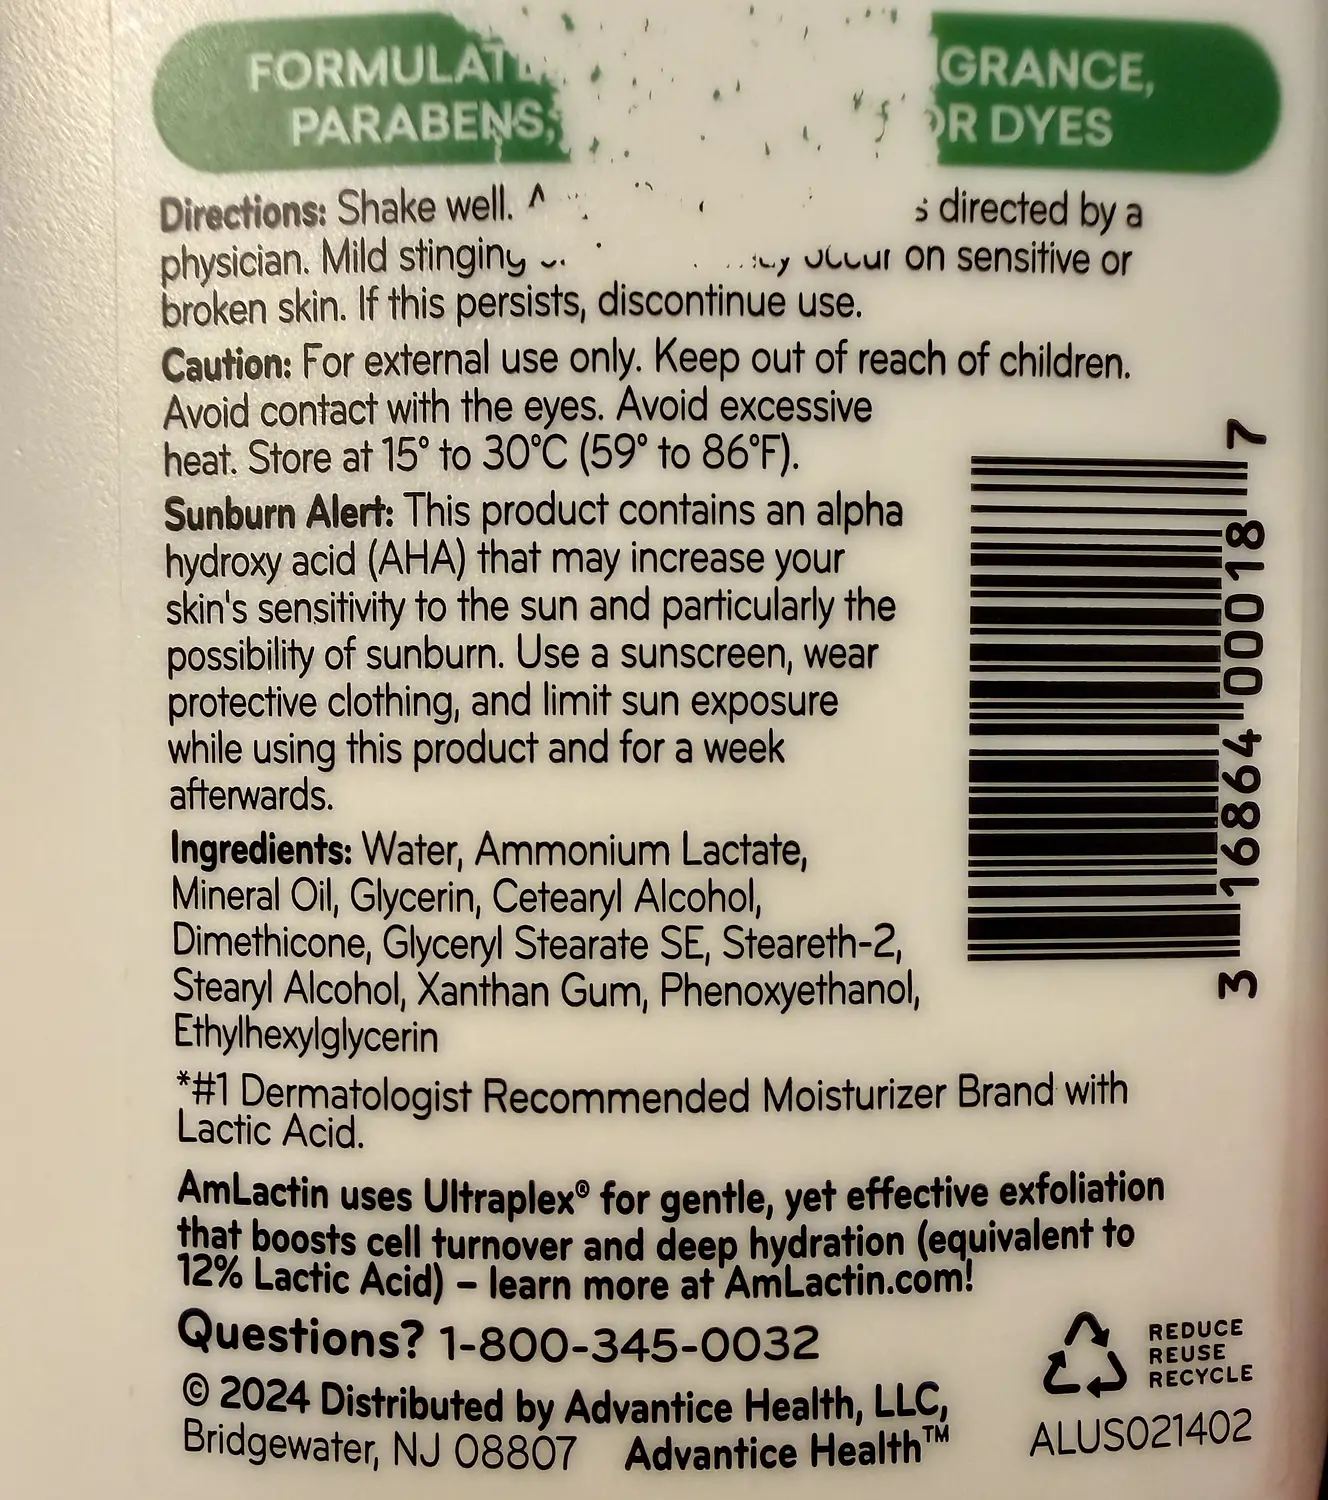 PARABENS,
DYES
Directions: Shake well. directed by a
physician. Mild stinging occur on sensitive or
broken skin. If this persists, discontinue use.
Caution: For external use only. Keep out of reach of children.
Avoid contact with the eyes. Avoid excessive
heat. Store at 15° to 30°C (59° to 86°F).
Sunburn Alert: This product contains an alpha
hydroxy acid (AHA) that may increase your
skin's sensitivity to the sun and particularly the
possibility of sunburn. Use a sunscreen, wear
protective clothing, and limit sun exposure
while using this product and for a week
afterwards.
Ingredients: Water, Ammonium Lactate,
Mineral Oil, Glycerin, Cetearyl Alcohol,
Dimethicone, Glyceryl Stearate SE, Steareth-2,
Stearyl Alcohol, Xanthan Gum, Phenoxyethanol,
Ethylhexylglycerin
*#1 Dermatologist Recommended Moisturizer Brand with
Lactic Acid.
AmLactin uses Ultraplex® for gentle, yet effective exfoliation
that boosts cell turnover and deep hydration (equivalent to
12% Lactic Acid) – learn more at AmLactin.com!
Questions? 1-800-345-0032
© 2024 Distributed by Advantice Health, LLC,
Bridgewater, NJ 08807 Advantice Health™
3 16864 00018 7
REDUCE
REUSE
RECYCLE
ALUS021402